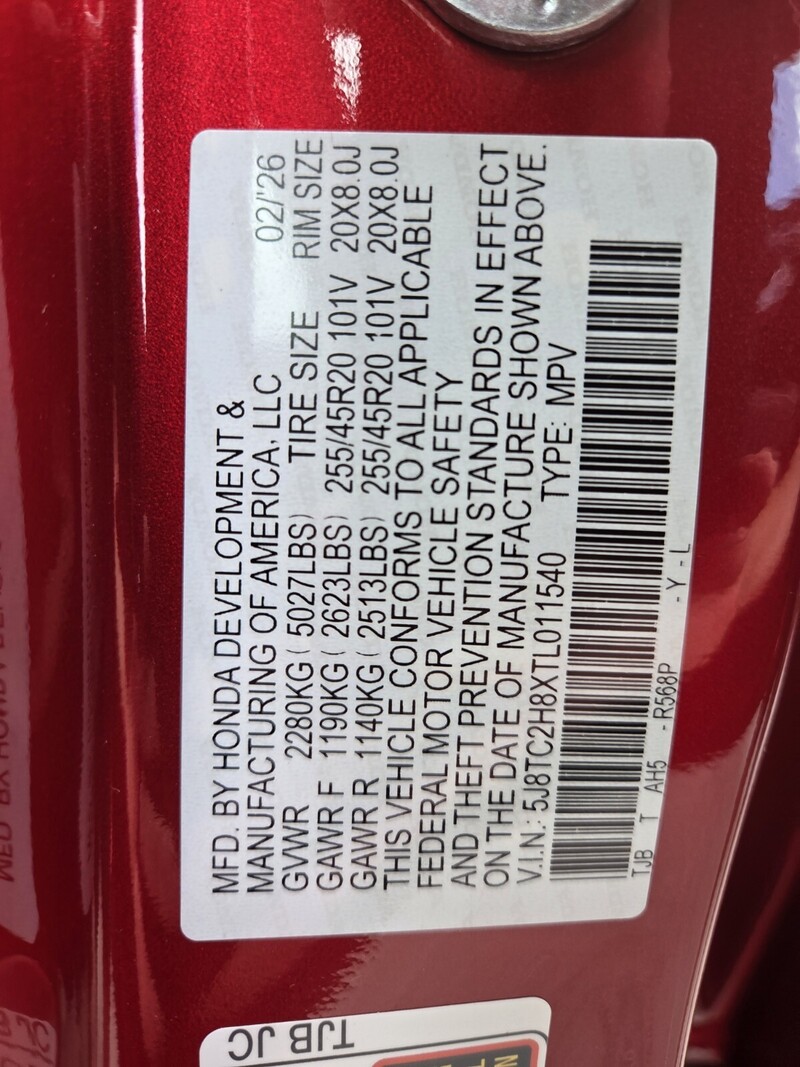 MFD. BY HONDA DEVELOPMENT &
MANUFACTURING OF AMERICA, LLC 02/'26
GVWR 2280KG ( 5027LBS) TIRE SIZE RIM SIZE
GAWR F 1190KG ( 2623LBS) 255/45R20 101V 20X8.0J
GAWR R 1140KG ( 2513LBS) 255/45R20 101V 20X8.0J
THIS VEHICLE CONFORMS TO ALL APPLICABLE
FEDERAL MOTOR VEHICLE SAFETY
AND THEFT PREVENTION STANDARDS IN EFFECT
ON THE DATE OF MANUFACTURE SHOWN ABOVE.
V.I.N.: 5J8TC2H8XTL011540 TYPE: MPV
TJB T AH5 -R568P -Y-L
TJB JC